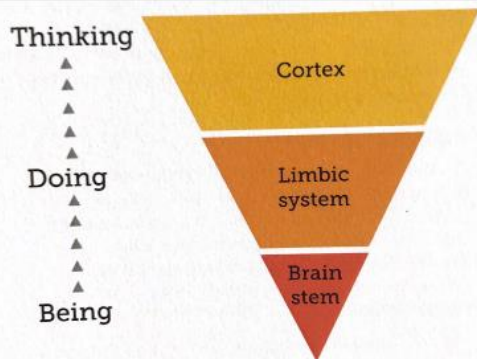 Thinking
Cortex
Doing
Limbic
system
Brain
stem
Being